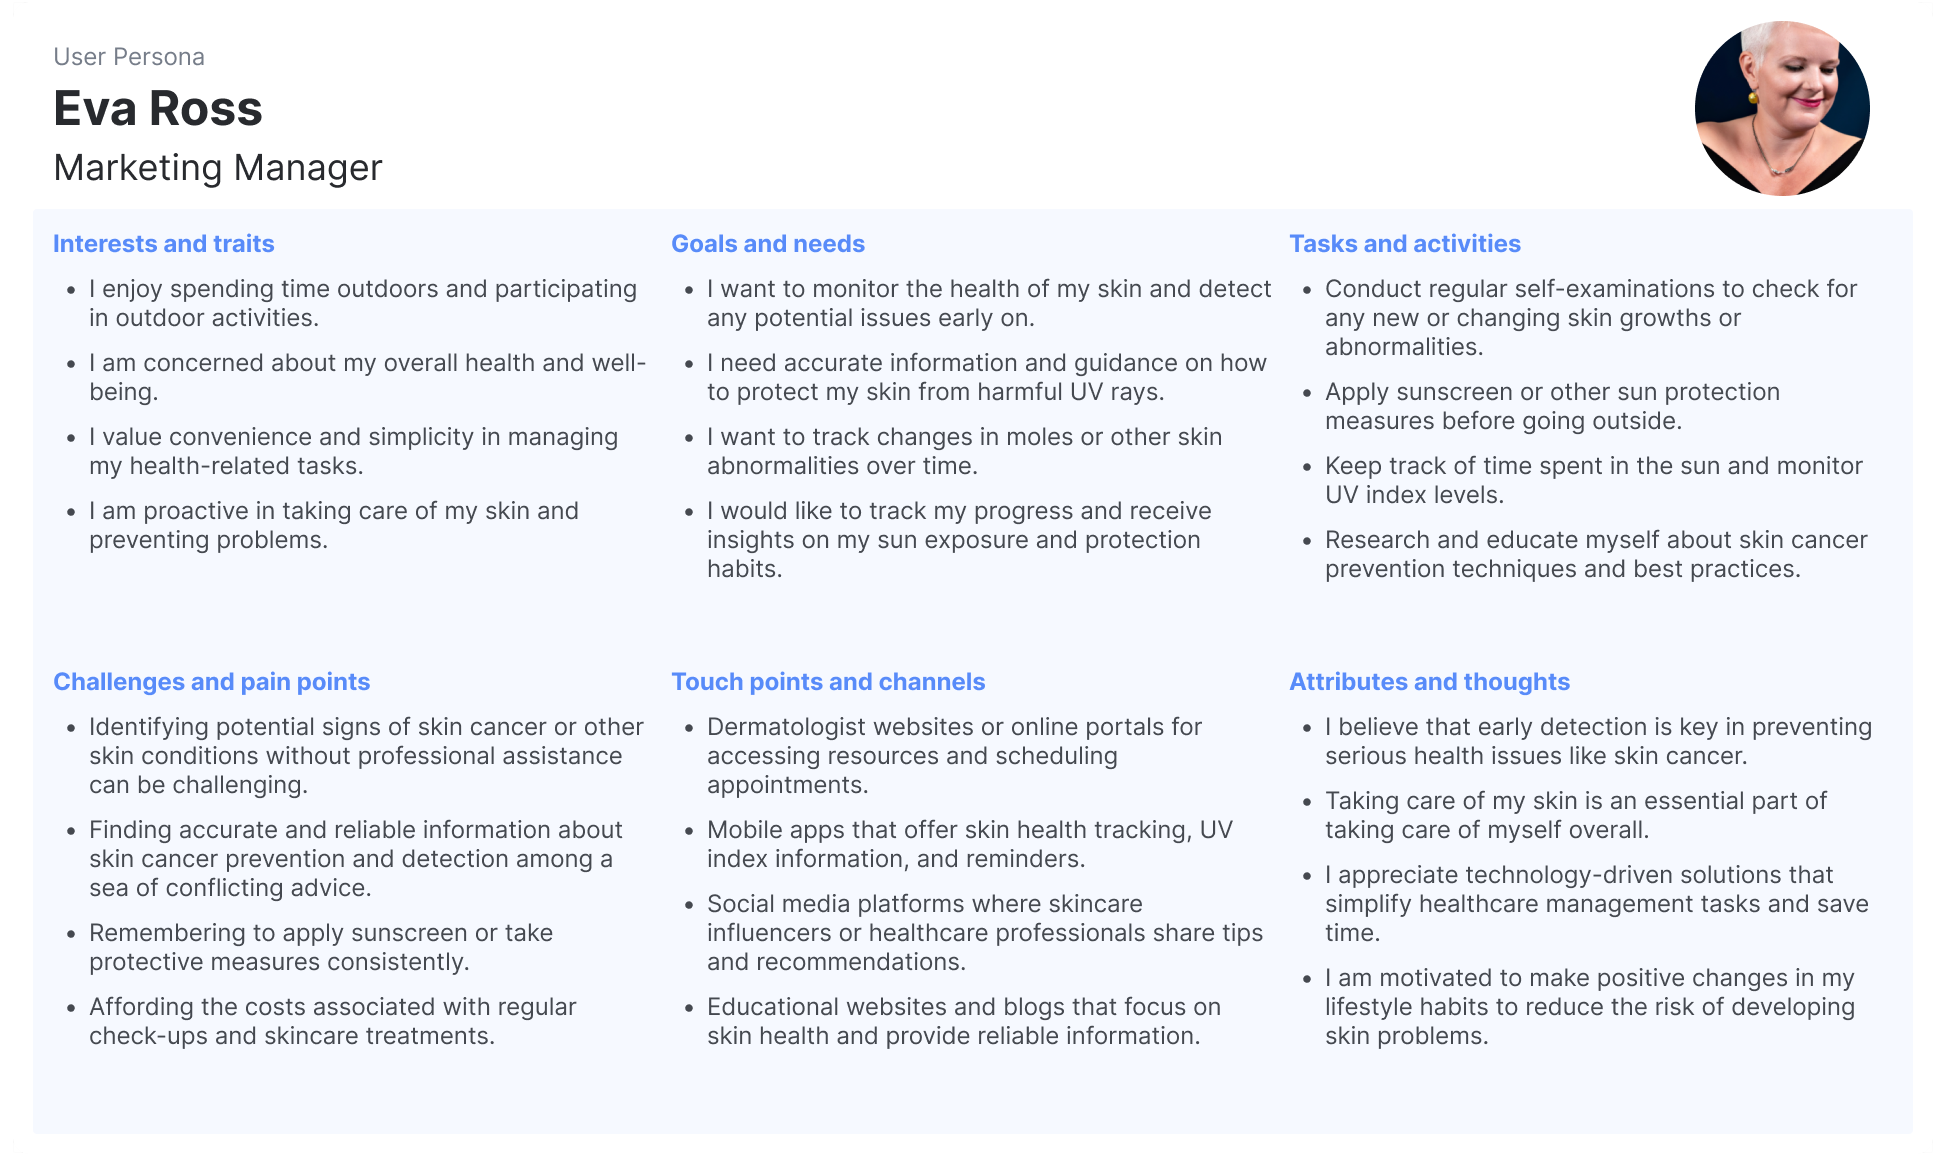 User Persona
Eva Ross
Marketing Manager
Interests and traits
• I enjoy spending time outdoors and participating
in outdoor activities.
• I am concerned about my overall health and well-
being.
• I value convenience and simplicity in managing
my health-related tasks.
• I am proactive in taking care of my skin and
preventing problems.
Goals and needs
• I want to monitor the health of my skin and detect
any potential issues early on.
• I need accurate information and guidance on how
to protect my skin from harmful UV rays.
• I want to track changes in moles or other skin
abnormalities over time.
• I would like to track my progress and receive
insights on my sun exposure and protection
habits.
Tasks and activities
• Conduct regular self-examinations to check for
any new or changing skin growths or
abnormalities.
• Apply sunscreen or other sun protection
measures before going outside.
• Keep track of time spent in the sun and monitor
UV index levels.
• Research and educate myself about skin cancer
prevention techniques and best practices.
Challenges and pain points
• Identifying potential signs of skin cancer or other
skin conditions without professional assistance
can be challenging.
• Finding accurate and reliable information about
skin cancer prevention and detection among a
sea of conflicting advice.
• Remembering to apply sunscreen or take
protective measures consistently.
• Affording the costs associated with regular
check-ups and skincare treatments.
Touch points and channels
• Dermatologist websites or online portals for
accessing resources and scheduling
appointments.
• Mobile apps that offer skin health tracking, UV
index information, and reminders.
• Social media platforms where skincare
influencers or healthcare professionals share tips
and recommendations.
• Educational websites and blogs that focus on
skin health and provide reliable information.
Attributes and thoughts
• I believe that early detection is key in preventing
serious health issues like skin cancer.
• Taking care of my skin is an essential part of
taking care of myself overall.
• I appreciate technology-driven solutions that
simplify healthcare management tasks and save
time.
• I am motivated to make positive changes in my
lifestyle habits to reduce the risk of developing
skin problems.